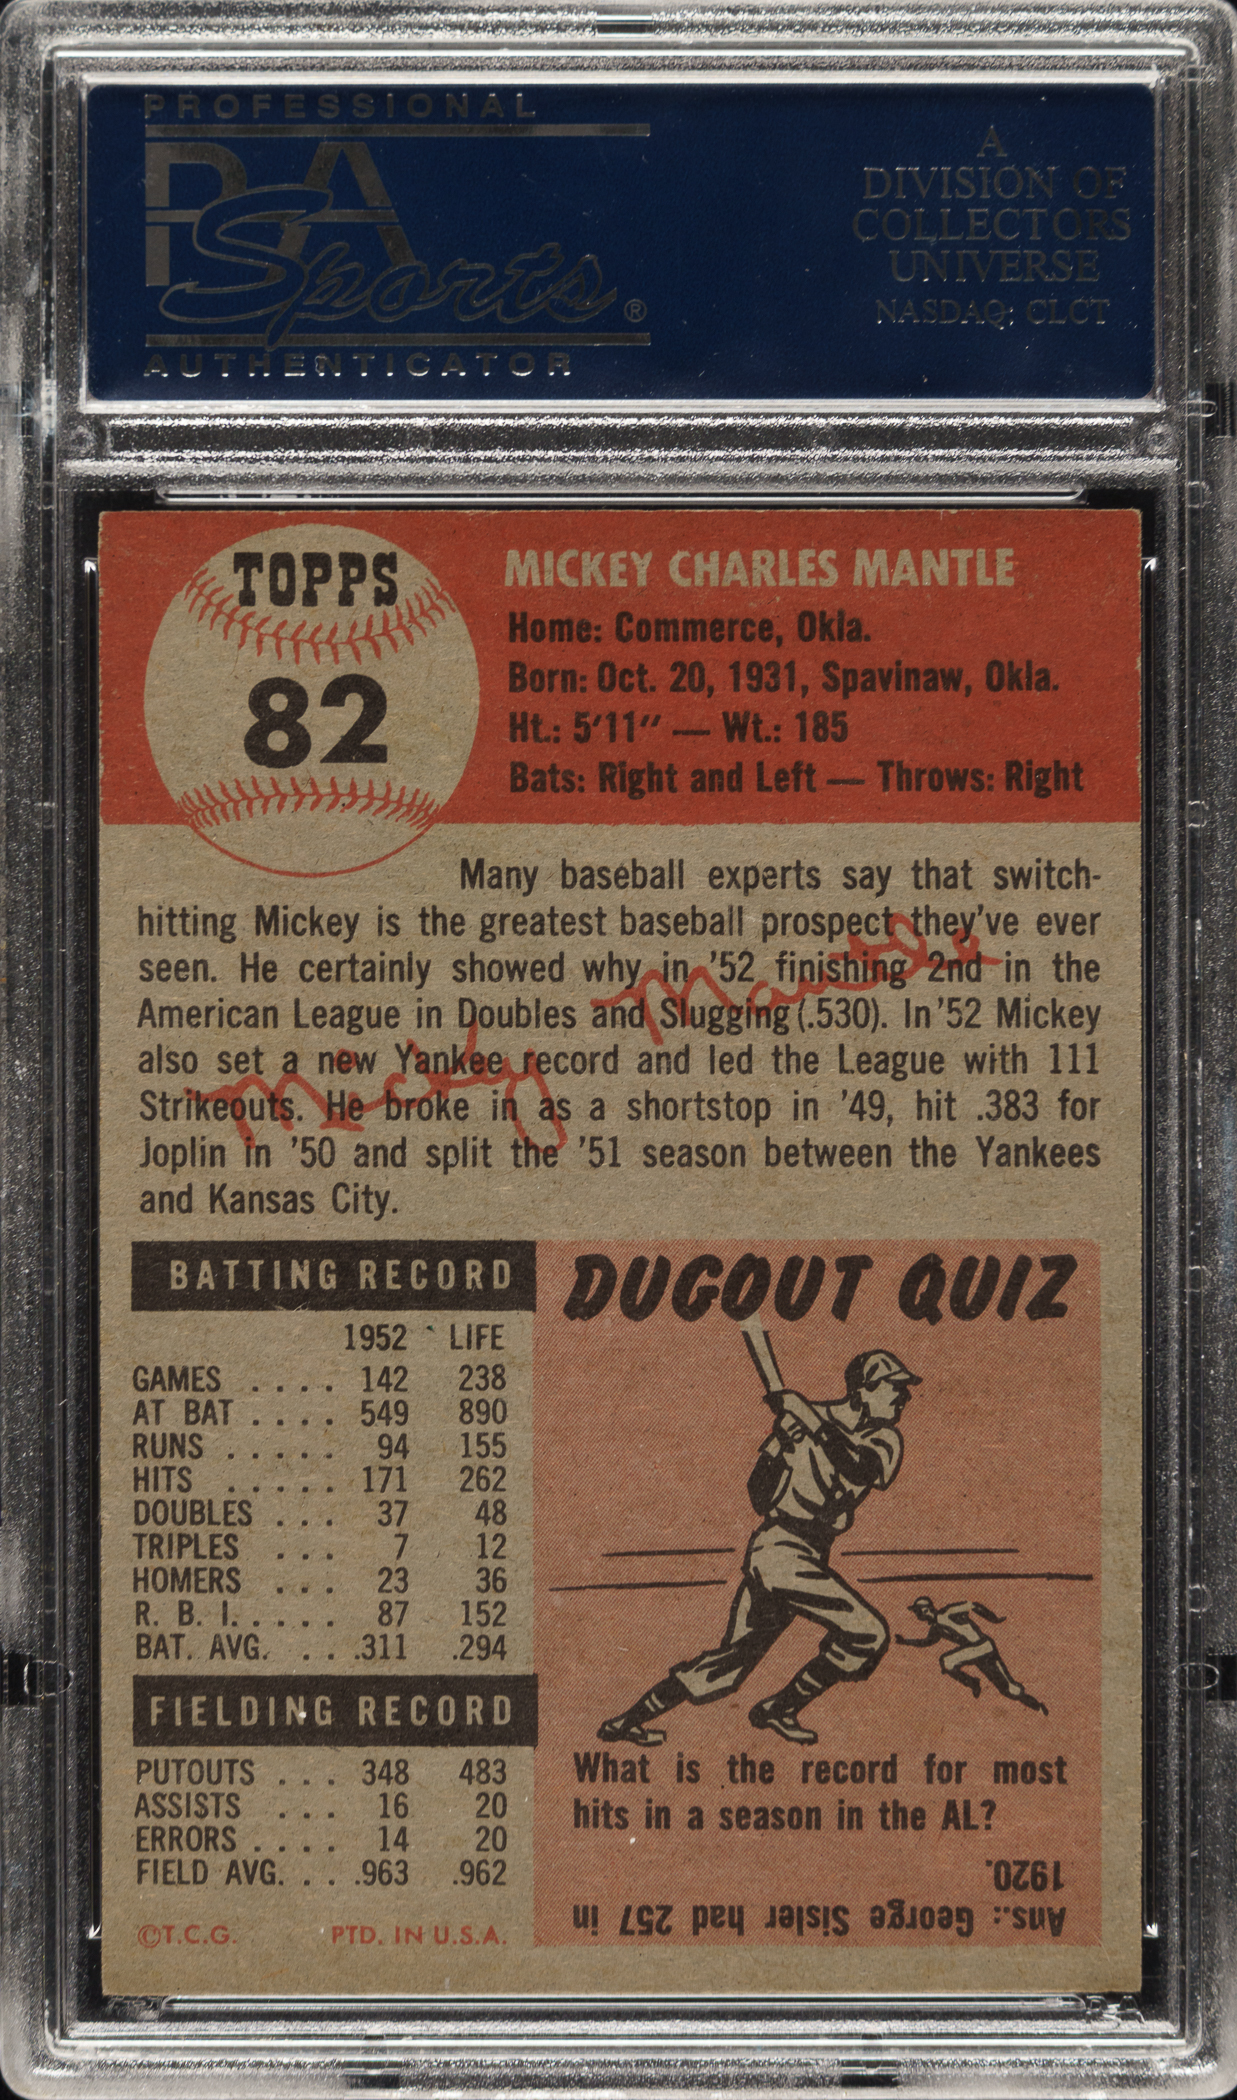 PROFESSIONAL
PSA
Sports®
AUTHENTICATOR
A
DIVISION OF
COLLECTORS
UNIVERSE
NASDAQ: CLCT
TOPPS
82
MICKEY CHARLES MANTLE
Home: Commerce, Okla.
Born: Oct. 20, 1931, Spavinaw, Okla.
Ht.: 5'11" — Wt.: 185
Bats: Right and Left — Throws: Right
Many baseball experts say that switch-
hitting Mickey is the greatest baseball prospect they've ever
seen. He certainly showed why in '52 finishing 2nd in the
American League in Doubles and Slugging (.530). In '52 Mickey
also set a new Yankee record and led the League with 111
Strikeouts. He broke in as a shortstop in '49, hit .383 for
Joplin in '50 and split the '51 season between the Yankees
and Kansas City.
Micky Mantle
BATTING RECORD
1952 LIFE
GAMES . . . . 142 238
AT BAT . . . . 549 890
RUNS . . . . . 94 155
HITS . . . . . 171 262
DOUBLES . . . 37 48
TRIPLES . . . 7 12
HOMERS . . . 23 36
R. B. I. . . . . 87 152
BAT. AVG. . . .311 .294
FIELDING RECORD
PUTOUTS . . . 348 483
ASSISTS . . . 16 20
ERRORS . . . . 14 20
FIELD AVG. . . .963 .962
©T.C.G. PTD. IN U.S.A.
DUGOUT QUIZ
What is the record for most
hits in a season in the AL?
Ans.: George Sisler had 257 in
1920.